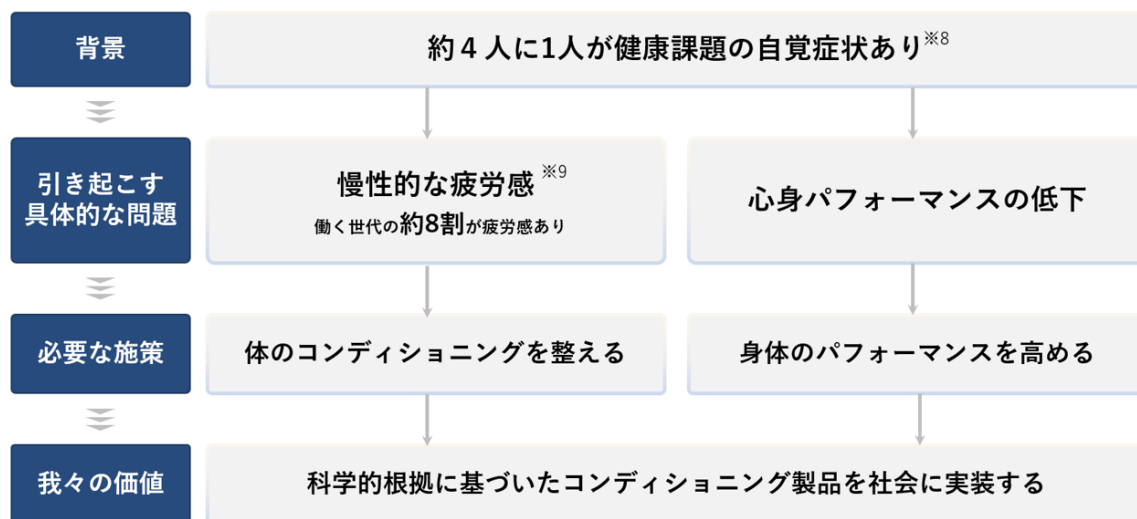 背景
約4人に1人が健康課題の自覚症状あり※8
引き起こす
具体的な問題
慢性的な疲労感※9
働く世代の約8割が疲労感あり
心身パフォーマンスの低下
必要な施策
体のコンディショニングを整える
身体のパフォーマンスを高める
我々の価値
科学的根拠に基づいたコンディショニング製品を社会に実装する